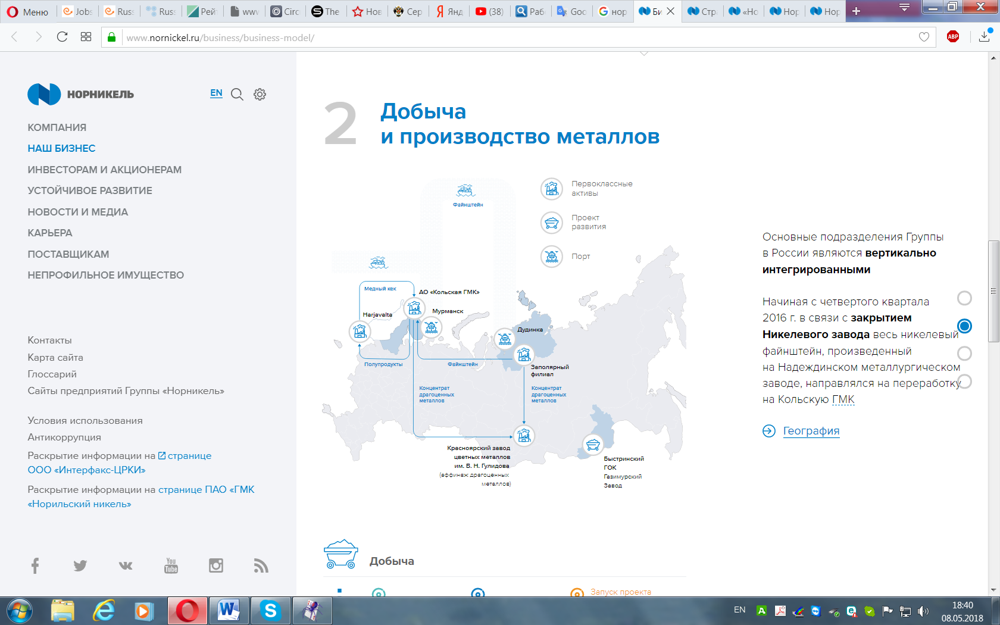 Меню
Jobs
Russ
Russ
Рейт
www
Circ
The
Нов
Сер
Янд
(38)
Раб
Goo
нор
Би
Стр
«Но
Нор
Нор
www.nornickel.ru/business/business-model/
ABP
НОРНИКЕЛЬ
EN
КОМПАНИЯ
НАШ БИЗНЕС
ИНВЕСТОРАМ И АКЦИОНЕРАМ
УСТОЙЧИВОЕ РАЗВИТИЕ
НОВОСТИ И МЕДИА
КАРЬЕРА
ПОСТАВЩИКАМ
НЕПРОФИЛЬНОЕ ИМУЩЕСТВО
Контакты
Карта сайта
Глоссарий
Сайты предприятий Группы «Норникель»
Условия использования
Антикоррупция
Раскрытие информации на странице
ООО «Интерфакс-ЦРКИ»
Раскрытие информации на странице ПАО «ГМК
«Норильский никель»
You
Tube
2
Добыча
и производство металлов
Файнштейн
Первоклассные
активы
Проект
развития
Порт
Медный кек
АО «Кольская ГМК»
Harjavalta
Мурманск
Дудинка
Полупродукты
Файнштейн
Заполярный
филиал
Концентрат
драгоценных
металлов
Концентрат
драгоценных
металлов
Красноярский завод
цветных металлов
им. В. Н. Гулидова
(аффинаж драгоценных
металлов)
Быстринский
ГОК
Газимурский
Завод
Основные подразделения Группы
в России являются вертикально
интегрированными
Начиная с четвертого квартала
2016 г. в связи с закрытием
Никелевого завода весь никелевый
файнштейн, произведенный
на Надеждинском металлургическом
заводе, направлялся на переработку
на Кольскую ГМК
География
Добыча
Запуск проекта
EN
18:40
08.05.2018